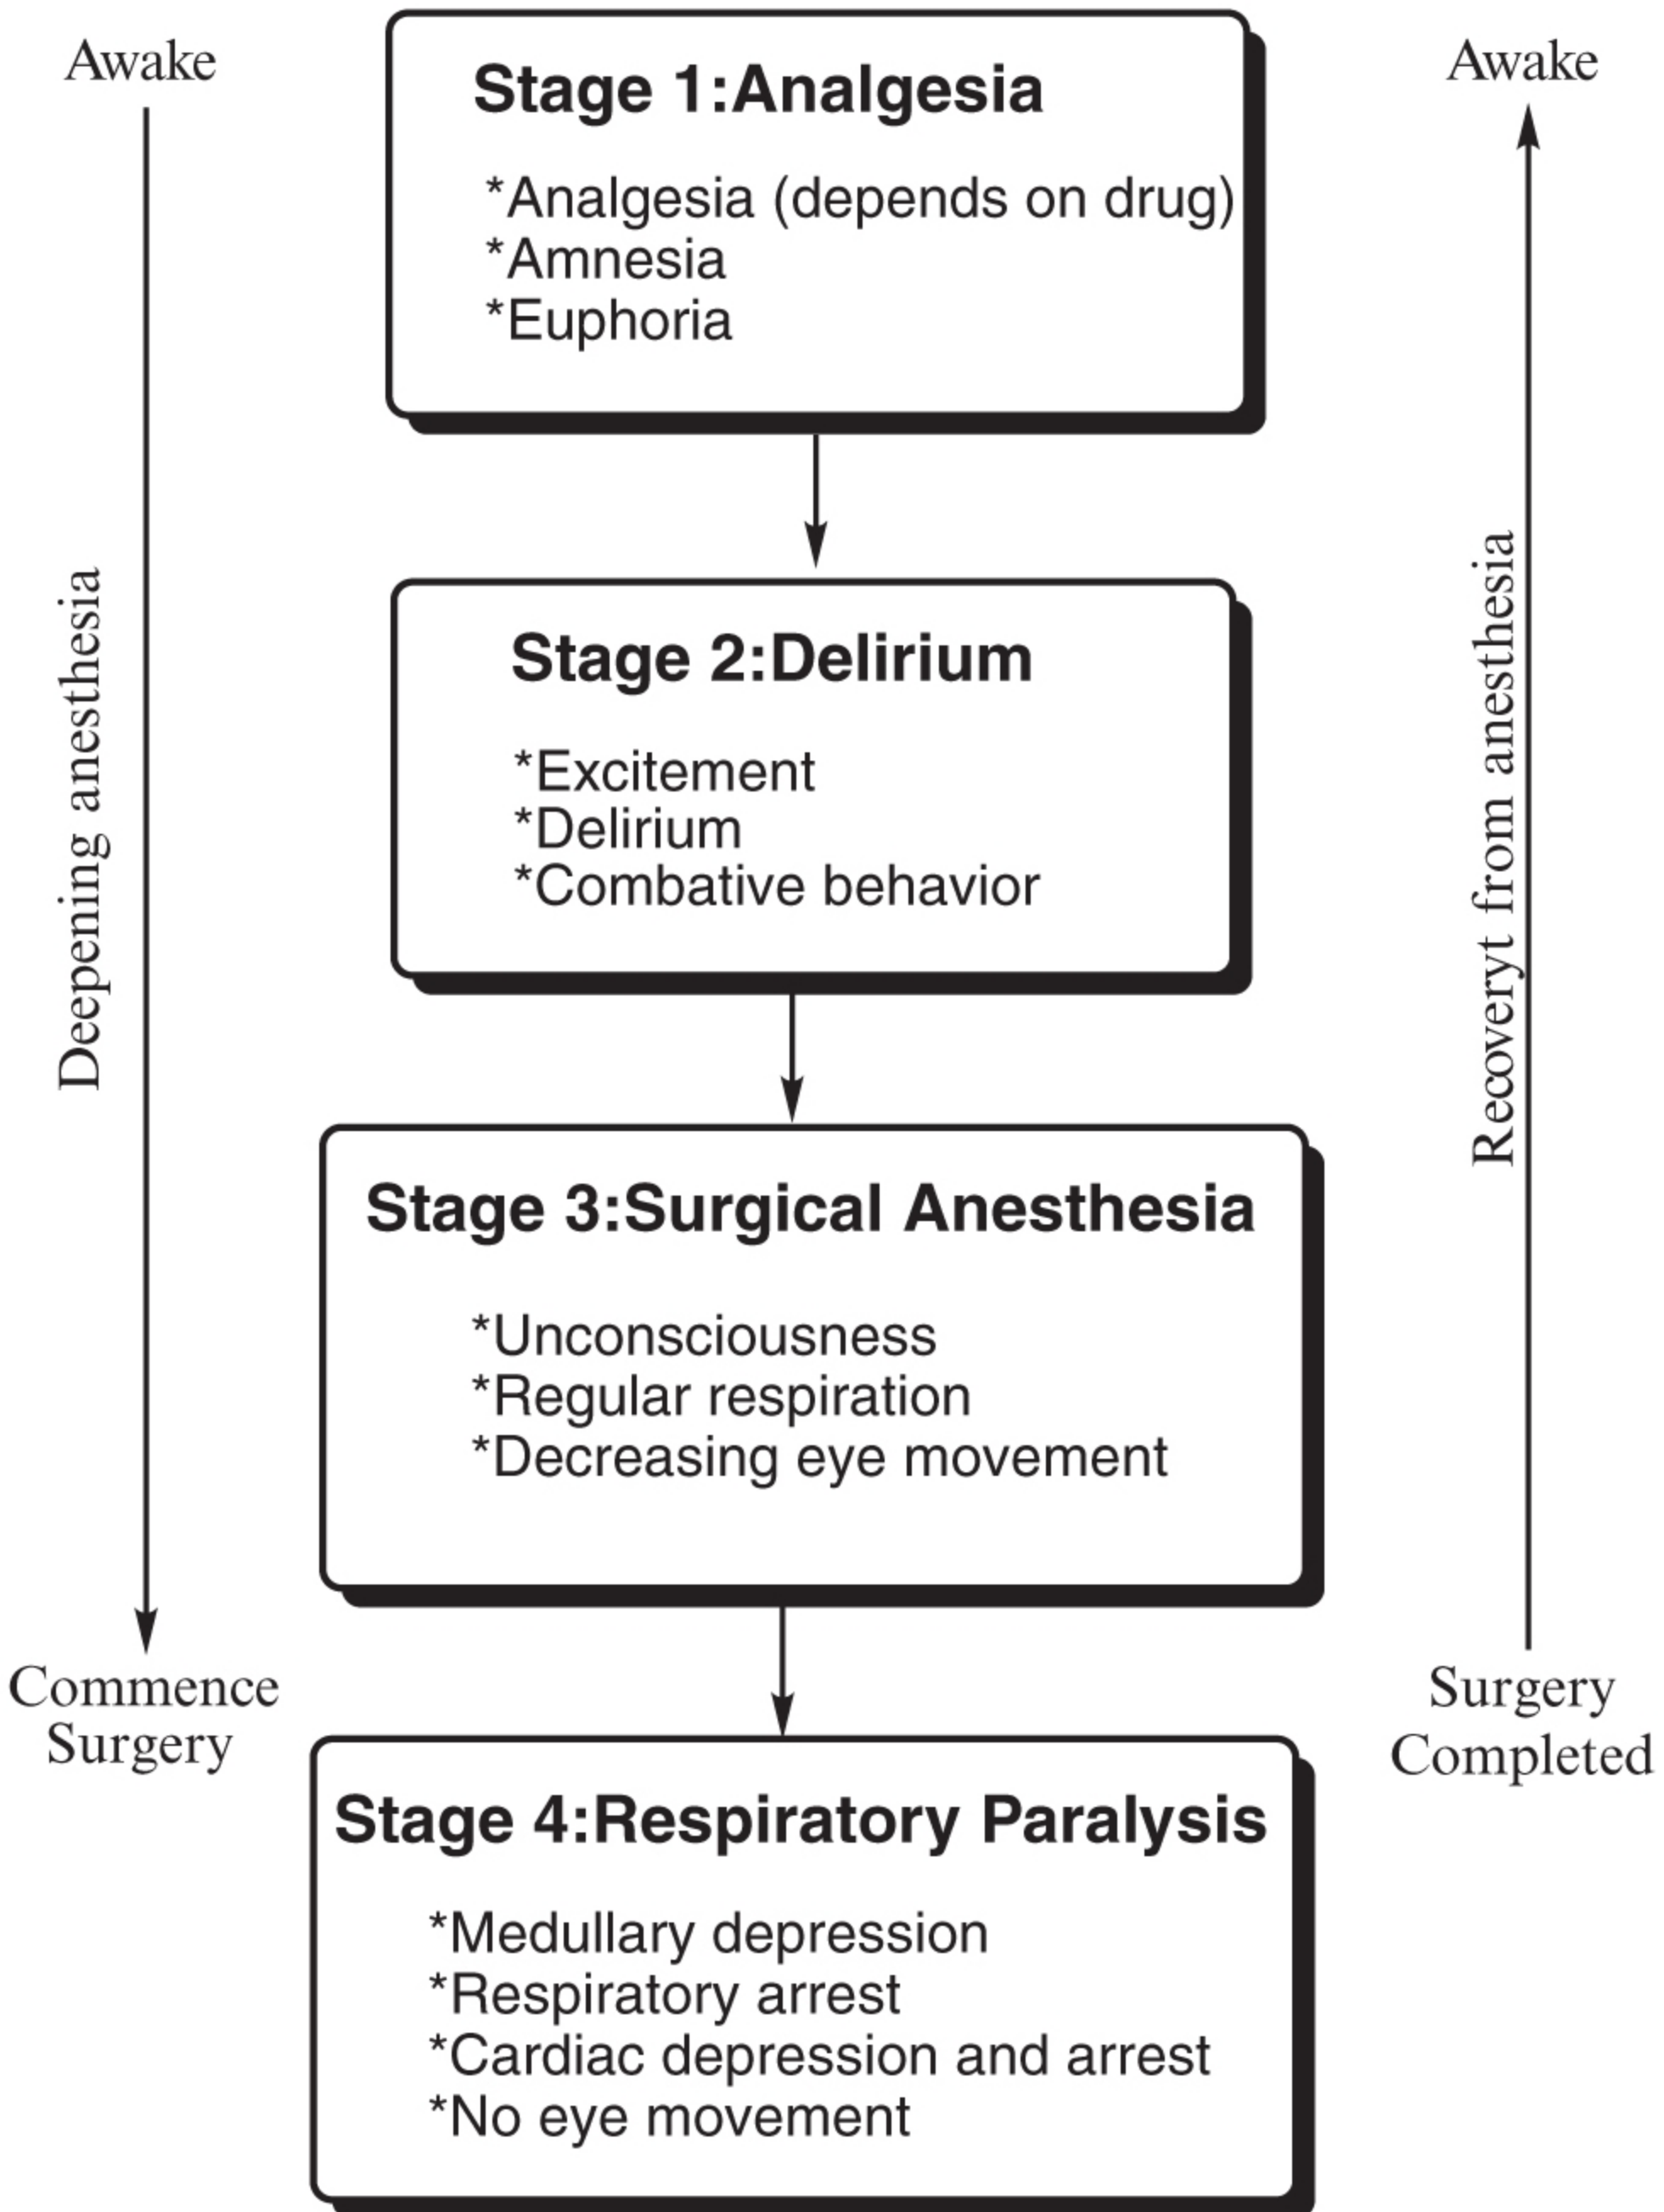 Awake
Deepening anesthesia
Commence
Surgery
Stage 1:Analgesia
*Analgesia (depends on drug)
*Amnesia
*Euphoria
Stage 2:Delirium
*Excitement
*Delirium
*Combative behavior
Stage 3:Surgical Anesthesia
*Unconsciousness
*Regular respiration
*Decreasing eye movement
Stage 4:Respiratory Paralysis
*Medullary depression
*Respiratory arrest
*Cardiac depression and arrest
*No eye movement
Awake
Recoveryt from anesthesia
Surgery
Completed